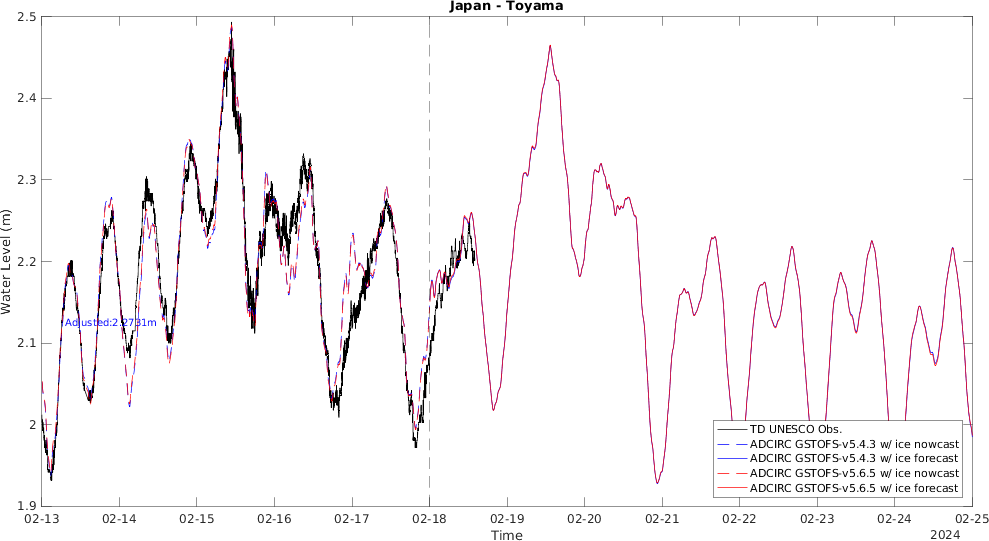 Japan - Toyama
2.5
2.4
2.3
2.2
2.1
2
1.9
Water Level (m)
Adjusted:2.2731m
TD UNESCO Obs.
ADCIRC GSTOFS-v5.4.3 w/ ice nowcast
ADCIRC GSTOFS-v5.4.3 w/ ice forecast
ADCIRC GSTOFS-v5.6.5 w/ ice nowcast
ADCIRC GSTOFS-v5.6.5 w/ ice forecast
02-13 02-14 02-15 02-16 02-17 02-18 02-19 02-20 02-21 02-22 02-23 02-24 02-25
Time
2024